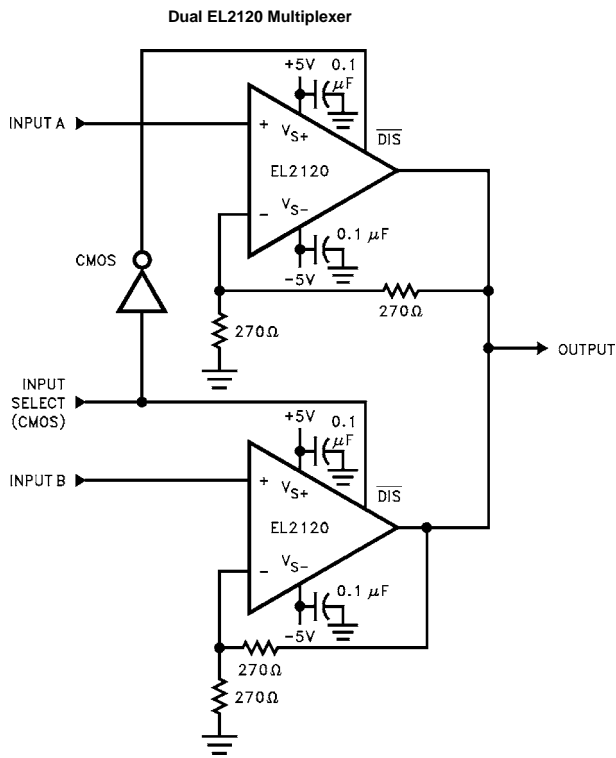 Dual EL2120 Multiplexer
+5V 0.1
μF
INPUT A
+
VS+
DIS
EL2120
VS−
−
0.1 μF
−5V
CMOS
270Ω
270Ω
OUTPUT
INPUT
SELECT
(CMOS)
+5V 0.1
μF
INPUT B
+
VS+
DIS
EL2120
VS−
−
0.1 μF
−5V
270Ω
270Ω